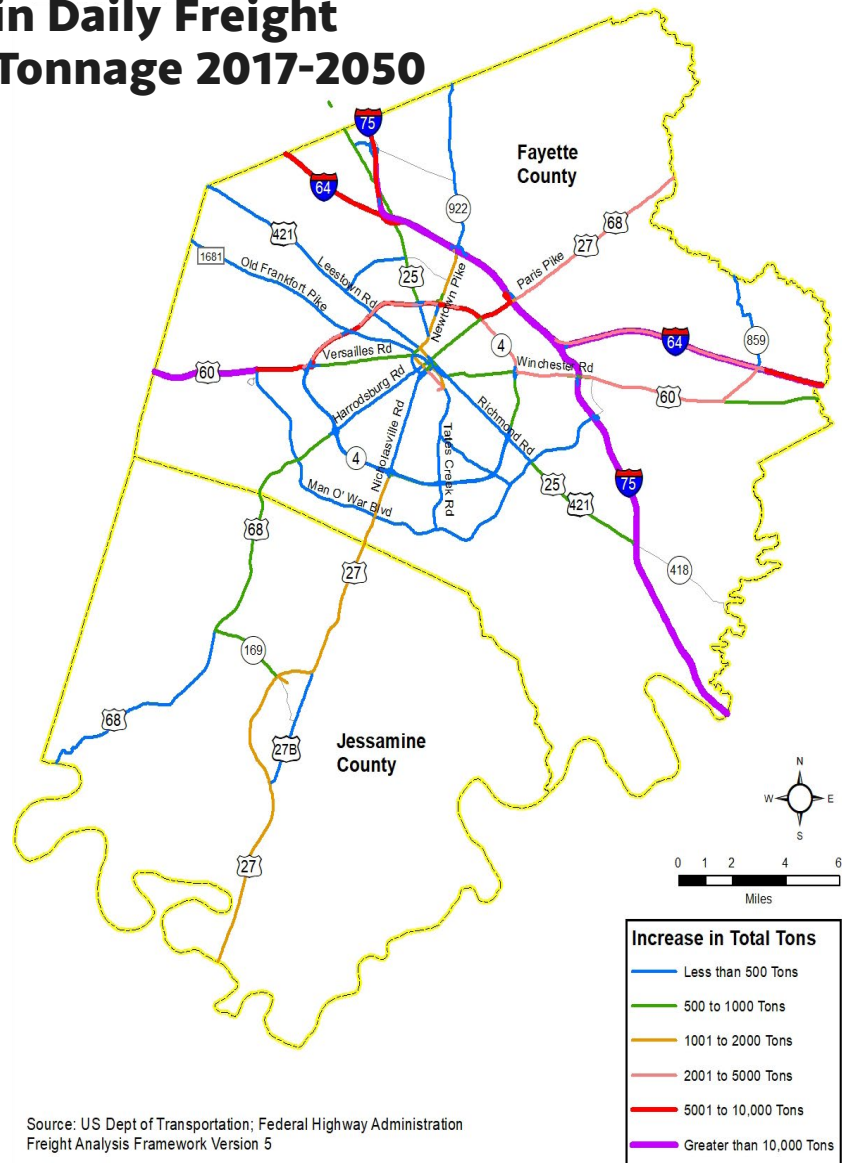 in Daily Freight
Tonnage 2017-2050
75
Fayette
County
64
922
68
27
421
1681
Old Frankfort Pike
Leestown Rd
25
Newtown Pike
Paris Pike
4
64
859
Versailles Rd
60
Winchester Rd
60
Harrodsburg Rd
Nicholasville Rd
Richmond Rd
Tates Creek Rd
4
Man O' War Blvd
25
421
75
68
27
418
169
68
27B
Jessamine
County
27
N
W
E
S
0 1 2 4 6
Miles
Increase in Total Tons
Less than 500 Tons
500 to 1000 Tons
1001 to 2000 Tons
2001 to 5000 Tons
5001 to 10,000 Tons
Greater than 10,000 Tons
Source: US Dept of Transportation; Federal Highway Administration
Freight Analysis Framework Version 5